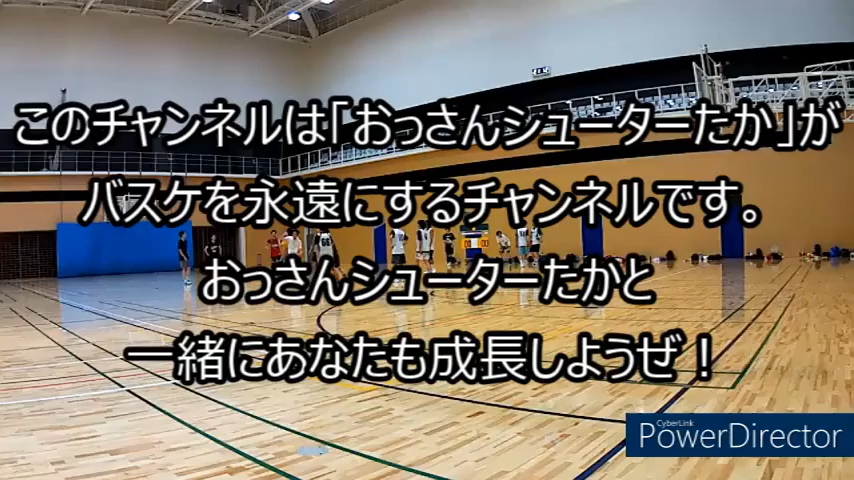 このチャンネルは「おっさんシューターたか」が
バスケを永遠にするチャンネルです。
おっさんシューターたかと
一緒にあなたも成長しようぜ！
CyberLink
PowerDirector